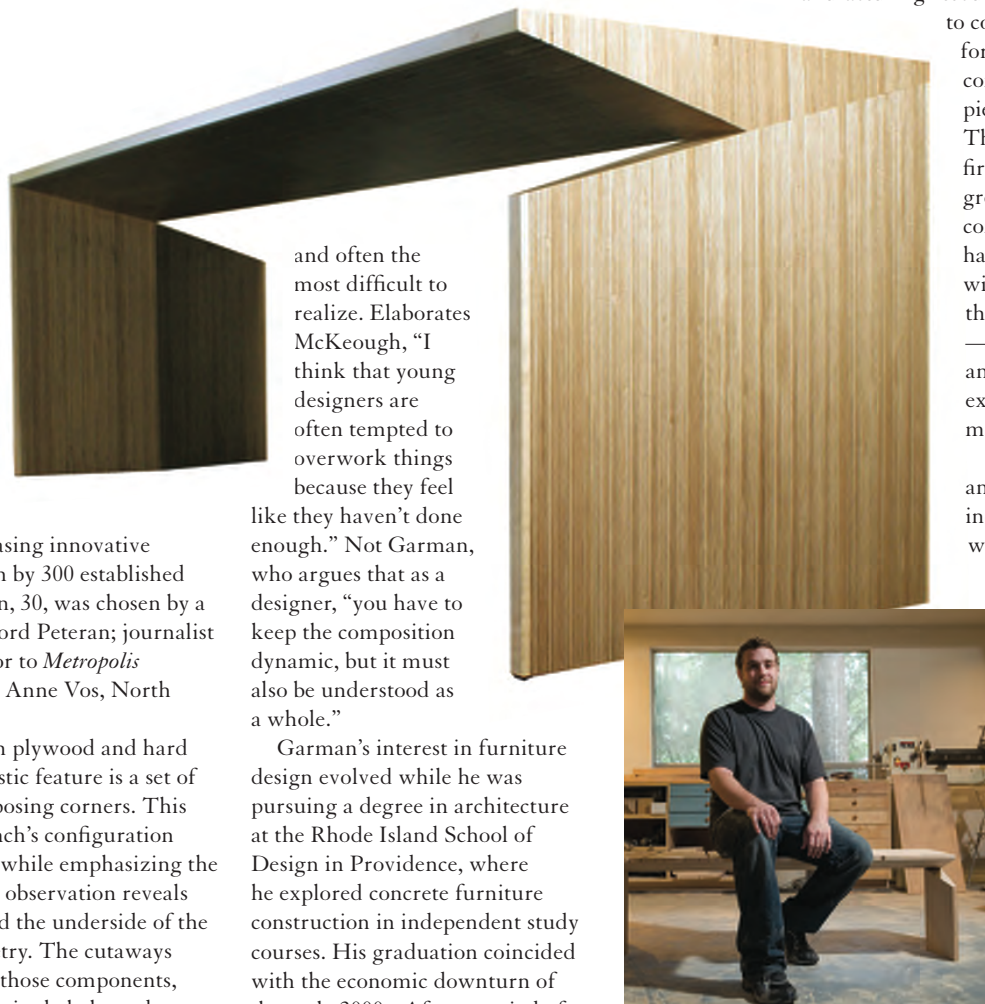 asing innovative
by 300 established
30, was chosen by a
ord Peteran; journalist
or to Metropolis
Anne Vos, North
plywood and hard
stic feature is a set of
posing corners. This
ach's configuration
while emphasizing the
observation reveals
d the underside of the
try. The cutaways
those components,
and often the
most difficult to
realize. Elaborates
McKeough, “I
think that young
designers are
often tempted to
overwork things
because they feel
like they haven't done
enough.” Not Garman,
who argues that as a
designer, “you have to
keep the composition
dynamic, but it must
also be understood as
a whole.”
Garman's interest in furniture
design evolved while he was
pursuing a degree in architecture
at the Rhode Island School of
Design in Providence, where
he explored concrete furniture
construction in independent study
courses. His graduation coincided
with the economic downturn of
to co
for
co
pie
Th
fir
gr
co
ha
wi
th
—
an
ex
m
an
in
w